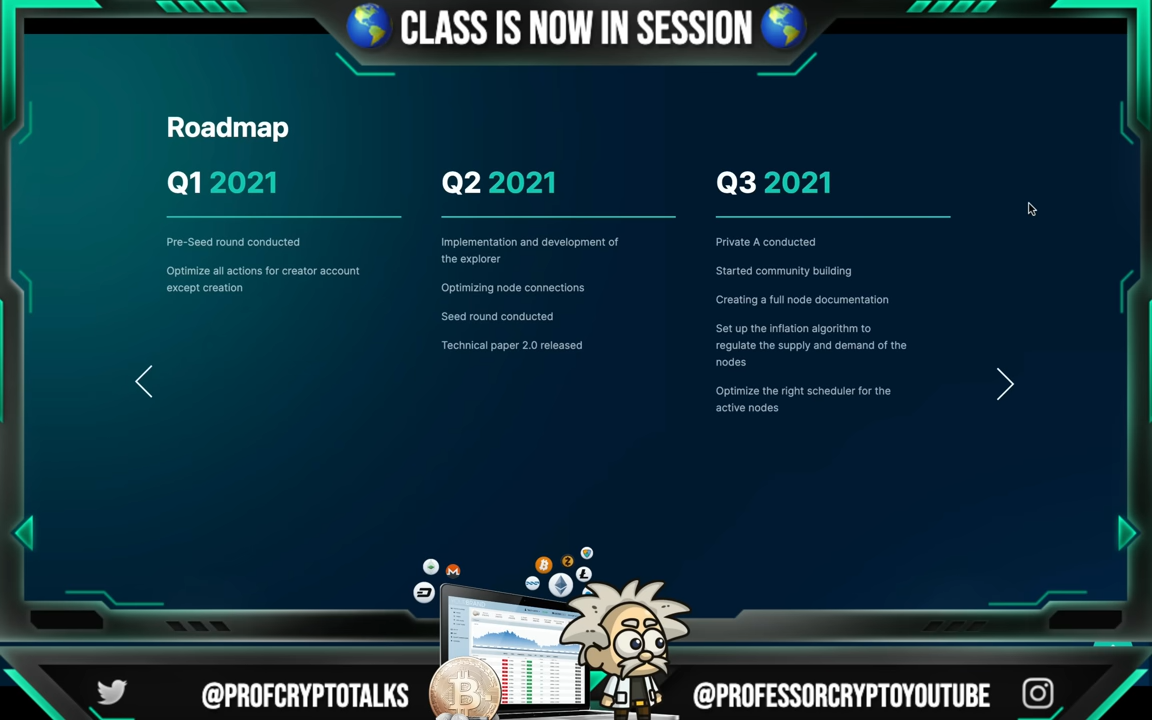 CLASS IS NOW IN SESSION
Roadmap
Q1 2021
Pre-Seed round conducted
Optimize all actions for creator account
except creation
Q2 2021
Implementation and development of
the explorer
Optimizing node connections
Seed round conducted
Technical paper 2.0 released
Q3 2021
Private A conducted
Started community building
Creating a full node documentation
Set up the inflation algorithm to
regulate the supply and demand of the
nodes
Optimize the right scheduler for the
active nodes
@PROFCRYPTOTALKS
@PROFESSORCRYPTOYOUTUBE